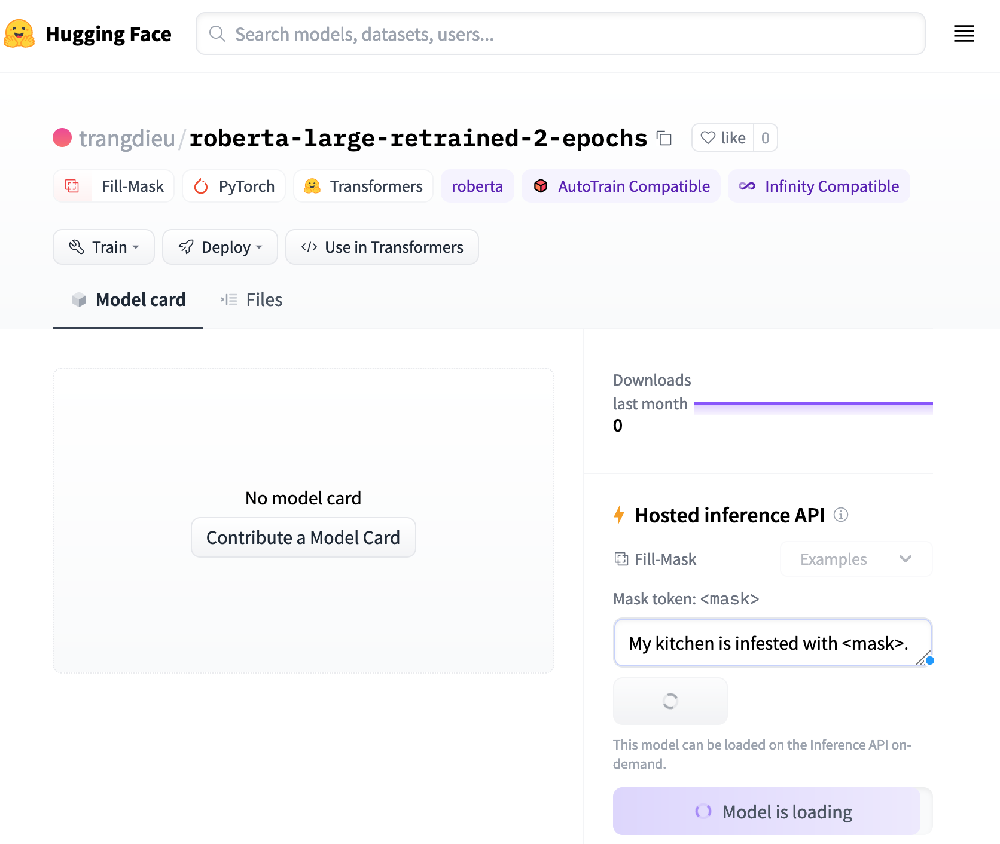 Hugging Face
Search models, datasets, users...
trangdieu/roberta-large-retrained-2-epochs
like 0
Fill-Mask PyTorch Transformers roberta AutoTrain Compatible Infinity Compatible
Train Deploy </> Use in Transformers
Model card Files
No model card
Contribute a Model Card
Downloads
last month
0
Hosted inference API
Fill-Mask Examples
Mask token: <mask>
My kitchen is infested with <mask>.
This model can be loaded on the Inference API on-
demand.
Model is loading